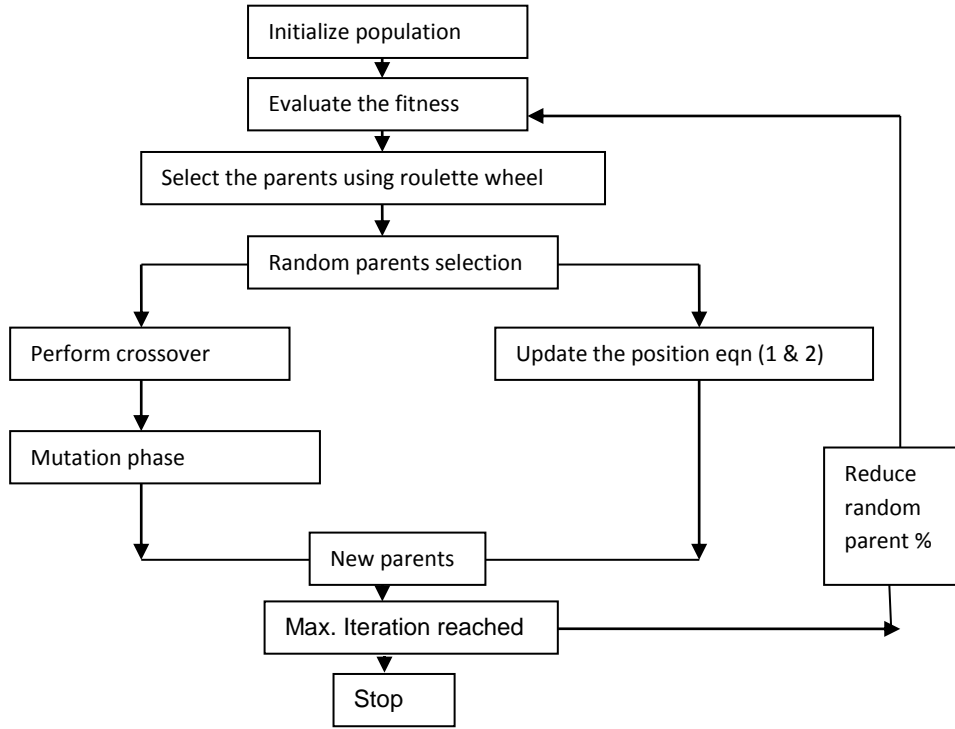 Initialize population
Evaluate the fitness
Select the parents using roulette wheel
Random parents selection
Perform crossover
Update the position eqn (1 & 2)
Mutation phase
Reduce
random
parent %
New parents
Max. Iteration reached
Stop